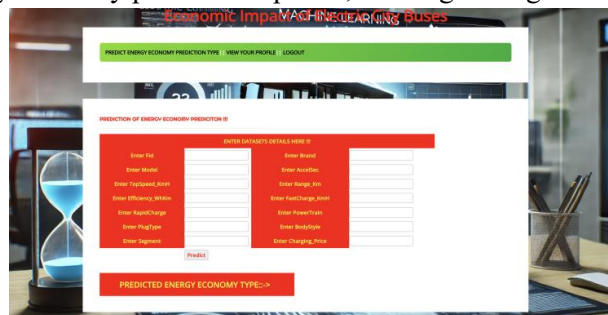 Economic Impact of Electric City Buses
MACHINE LEARNING
PREDICT ENERGY ECONOMY PREDICTION TYPE VIEW YOUR PROFILE LOGOUT
PREDICTION OF ENERGY ECONOMY PREDICITON !!!
ENTER DATASETS DETAILS HERE !!!
Enter Fid Enter Brand
Enter Model Enter AccelSec
Enter TopSpeed_KmH Enter Range_Km
Enter Efficiency_WhKm Enter FastCharge_KmH
Enter RapidCharge Enter PowerTrain
Enter PlugType Enter BodyStyle
Enter Segment Enter Charging_Price
Predict
PREDICTED ENERGY ECONOMY TYPE::->